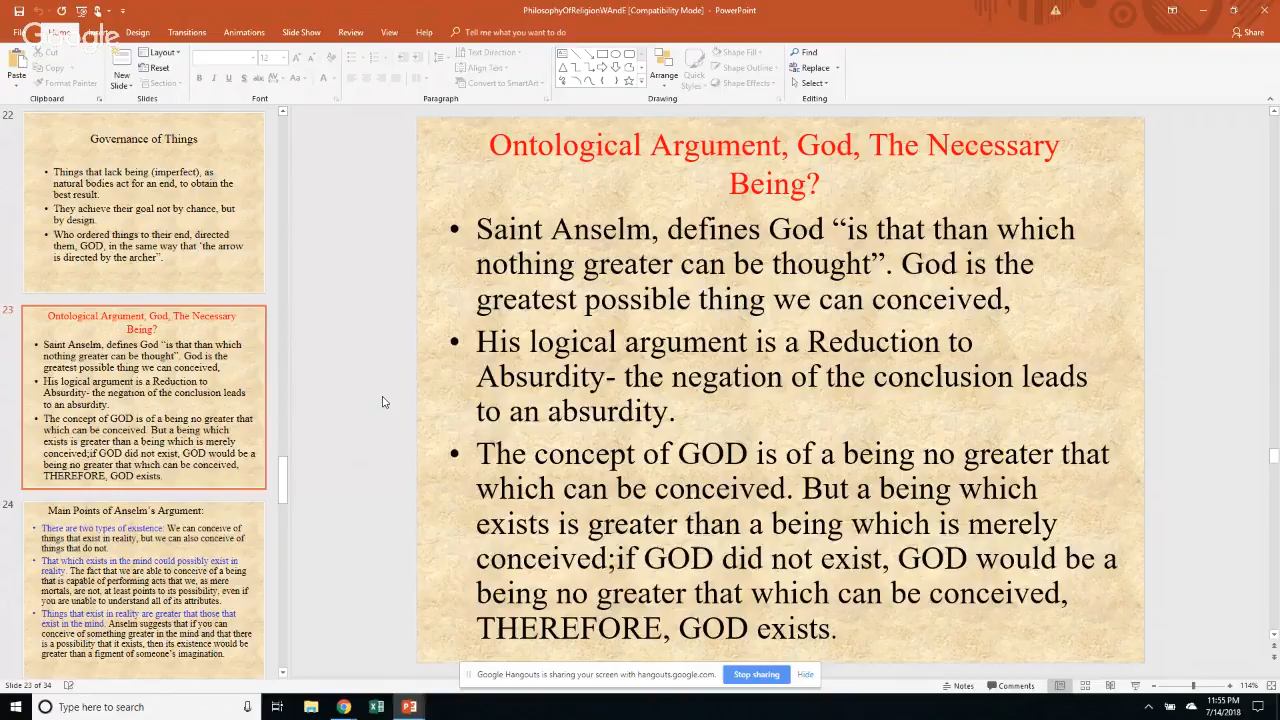 PhilosophyOfReligionWAndE [Compatibility Mode] - PowerPoint
Google
Design Transitions Animations Slide Show Review View Help Tell me what you want to do Share
Paste Cut Copy Format Painter
New Slide Layout Reset Section
12
Text Direction Align Text Convert to SmartArt
Arrange Quick Styles Shape Fill Shape Outline Shape Effects
Find Replace Select
Clipboard Slides Font Paragraph Drawing Editing
22
Governance of Things
• Things that lack being (imperfect), as
natural bodies act for an end, to obtain the
best result.
• They achieve their goal not by chance, but
by design.
• Who ordered things to their end, directed
them, GOD, in the same way that "the arrow
is directed by the archer".
23
Ontological Argument, God, The Necessary
Being?
• Saint Anselm, defines God “is that than which
nothing greater can be thought”. God is the
greatest possible thing we can conceived,
• His logical argument is a Reduction to
Absurdity- the negation of the conclusion leads
to an absurdity.
• The concept of GOD is of a being no greater that
which can be conceived. But a being which
exists is greater than a being which is merely
conceived;if GOD did not exist, GOD would be a
being no greater that which can be conceived,
THEREFORE, GOD exists.
24
Main Points of Anselm's Argument:
• There are two types of existence: We can conceive of
things that exist in reality, but we can also conceive of
things that do not.
• That which exists in the mind could possibly exist in
reality. The fact that we are able to conceive of a being
that is capable of performing acts that we, as mere
mortals, are not, at least points to its possibility, even if
you are unable to understand all of its attributes.
• Things that exist in reality are greater that those that
exist in the mind. Anselm suggests that if you can
conceive of something greater in the mind and that there
is a possibility that it exists, then its existence would be
greater than a figment of someone's imagination.
Ontological Argument, God, The Necessary
Being?
• Saint Anselm, defines God “is that than which
nothing greater can be thought”. God is the
greatest possible thing we can conceived,
• His logical argument is a Reduction to
Absurdity- the negation of the conclusion leads
to an absurdity.
• The concept of GOD is of a being no greater that
which can be conceived. But a being which
exists is greater than a being which is merely
conceived;if GOD did not exist, GOD would be a
being no greater that which can be conceived,
THEREFORE, GOD exists.
Google Hangouts is sharing your screen with hangouts.google.com. Stop sharing Hide
Slide 23 of 34 Notes Comments 114%
Type here to search
11:55 PM
7/14/2018